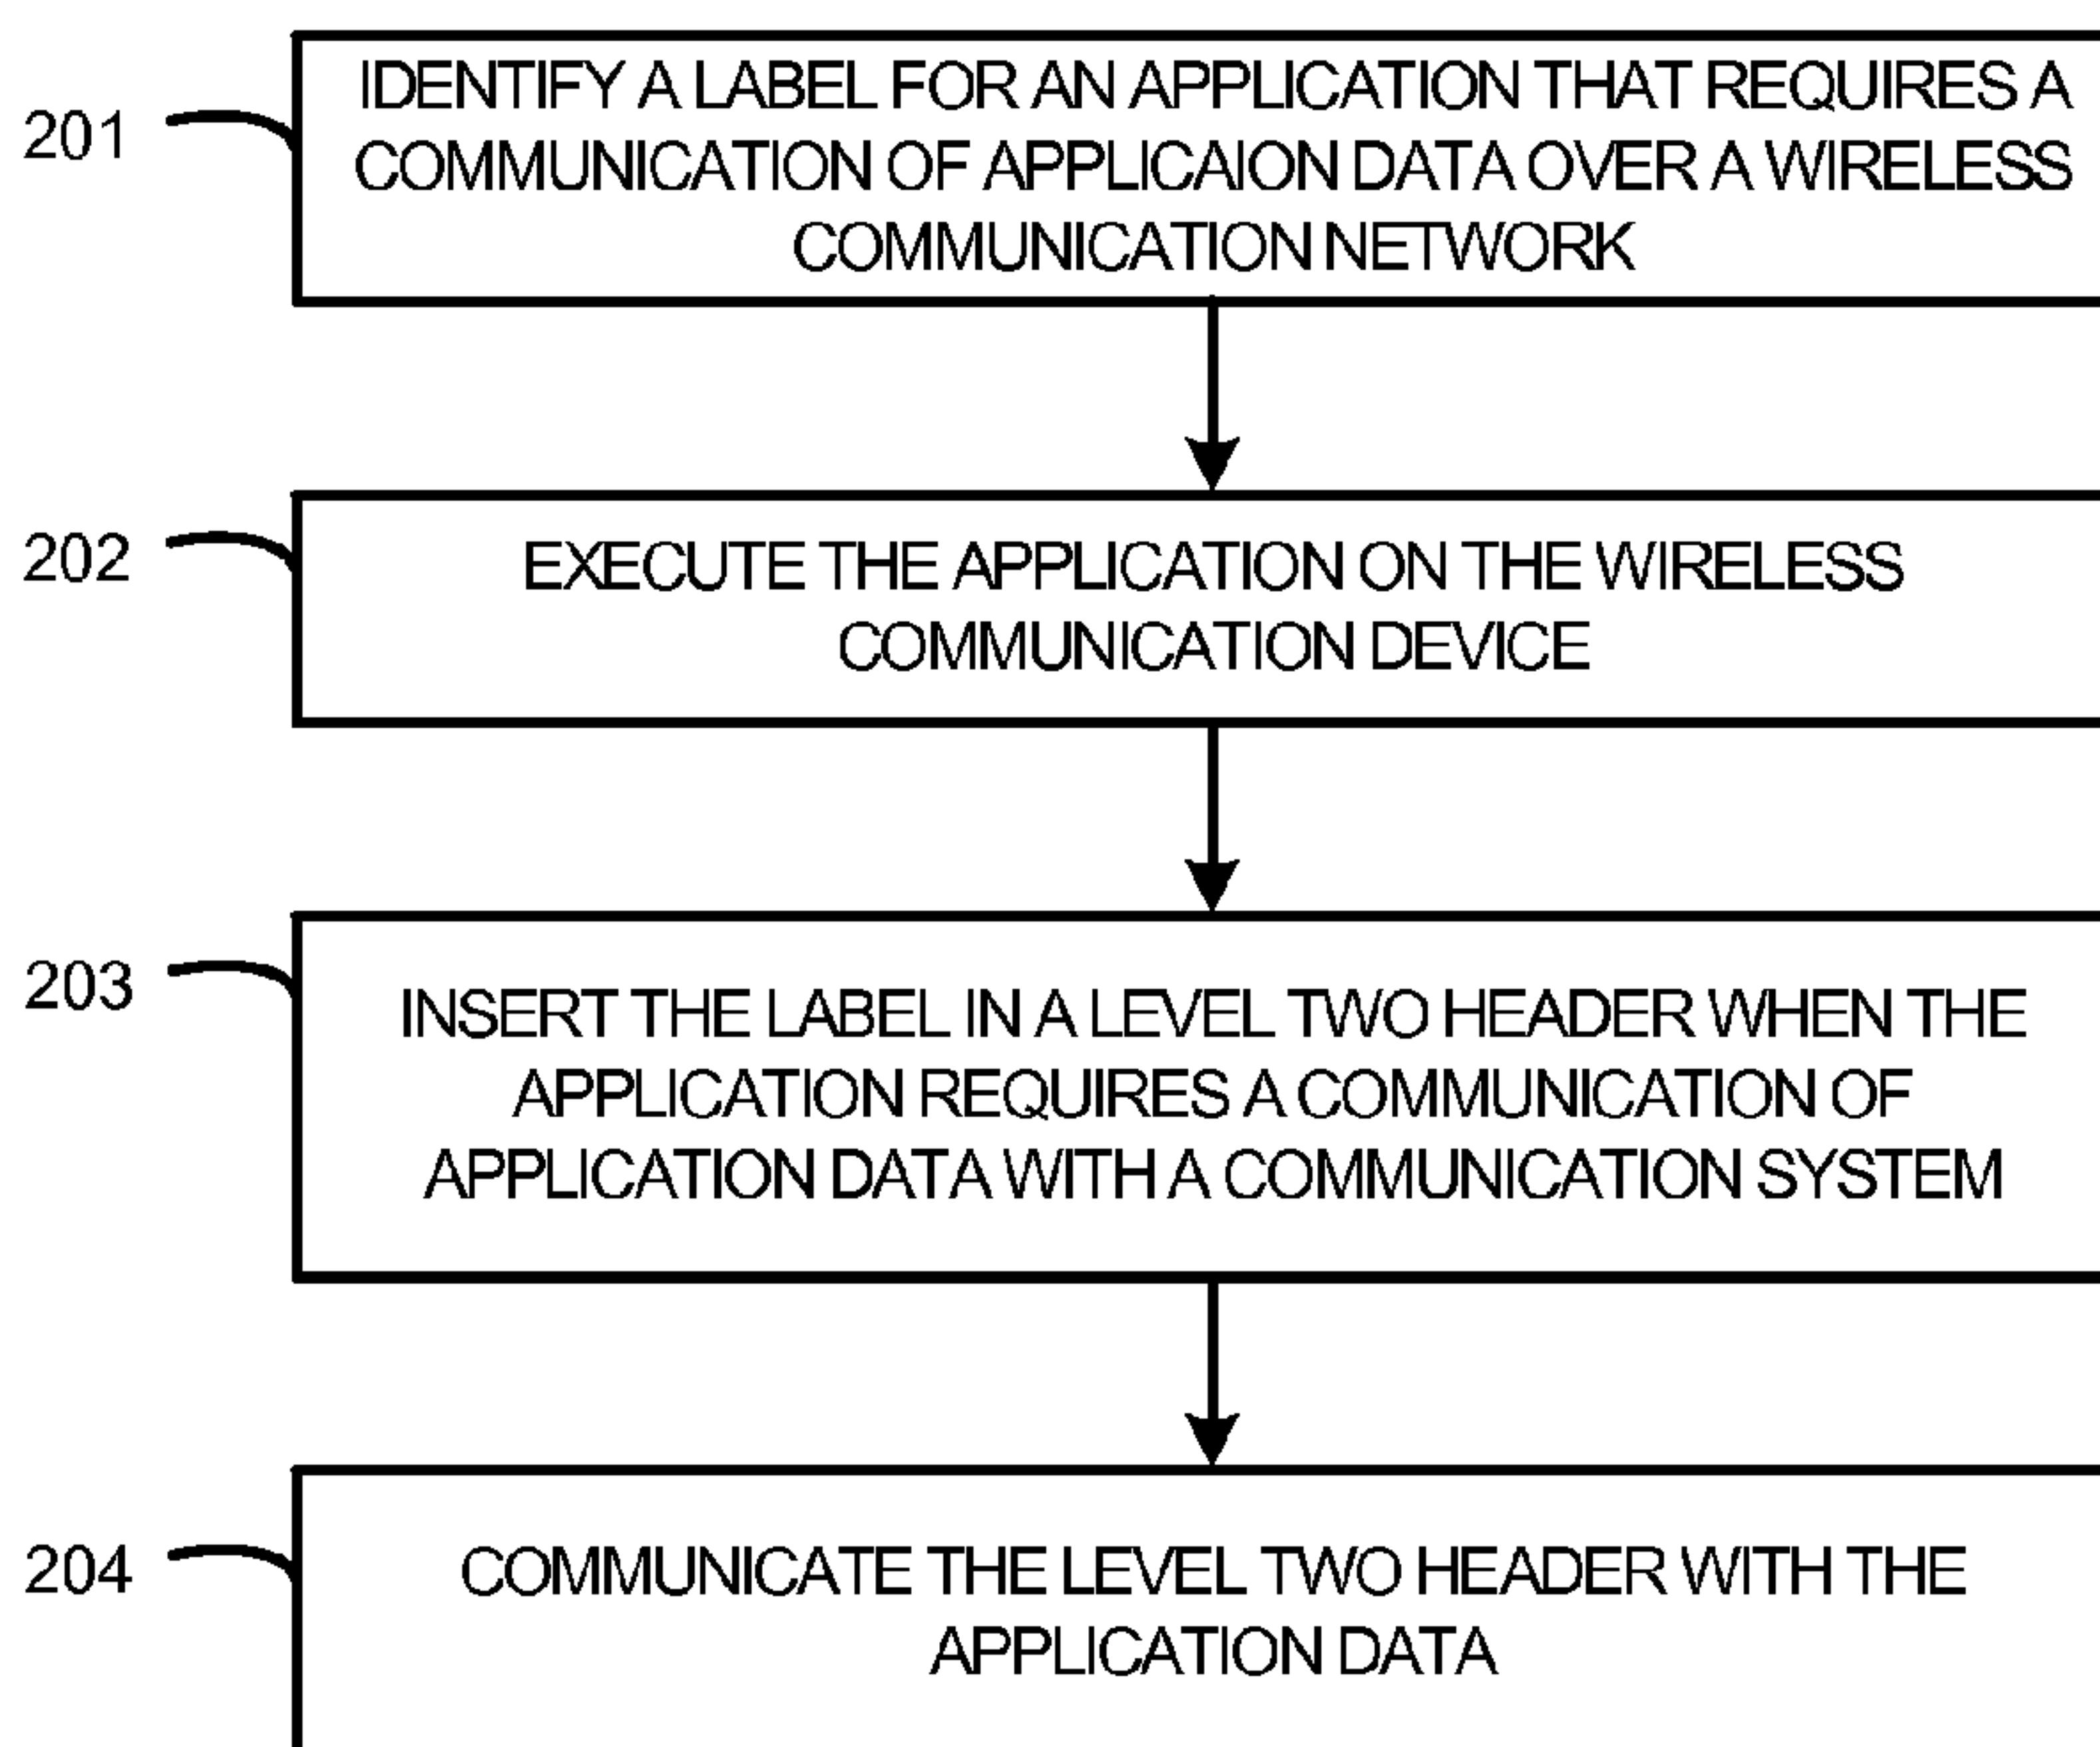 201
IDENTIFY A LABEL FOR AN APPLICATION THAT REQUIRES A
COMMUNICATION OF APPLICAION DATA OVER A WIRELESS
COMMUNICATION NETWORK
202
EXECUTE THE APPLICATION ON THE WIRELESS
COMMUNICATION DEVICE
203
INSERT THE LABEL IN A LEVEL TWO HEADER WHEN THE
APPLICATION REQUIRES A COMMUNICATION OF
APPLICATION DATA WITH A COMMUNICATION SYSTEM
204
COMMUNICATE THE LEVEL TWO HEADER WITH THE
APPLICATION DATA